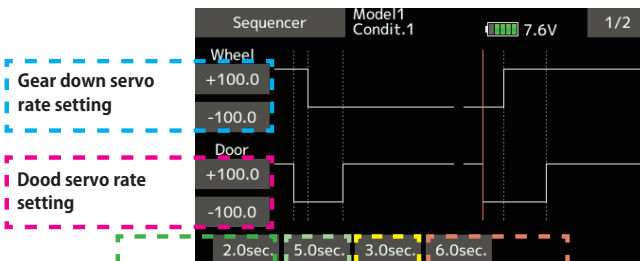 Sequencer
Model1
Condit.1
7.6V
1/2
Wheel
+100.0
-100.0
Gear down servo
rate setting
Door
+100.0
-100.0
Dood servo rate
setting
2.0sec. 5.0sec. 3.0sec. 6.0sec.